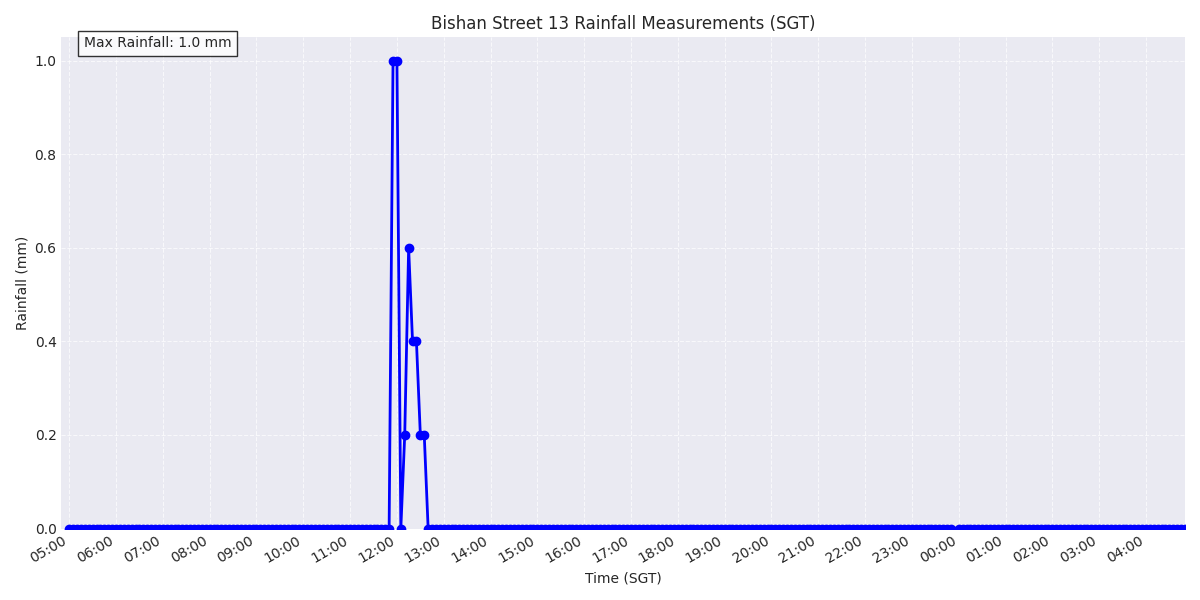 Bishan Street 13 Rainfall Measurements (SGT)
Max Rainfall: 1.0 mm
1.0
0.8
0.6
0.4
0.2
0.0
Rainfall (mm)
05:00 06:00 07:00 08:00 09:00 10:00 11:00 12:00 13:00 14:00 15:00 16:00 17:00 18:00 19:00 20:00 21:00 22:00 23:00 00:00 01:00 02:00 03:00 04:00
Time (SGT)